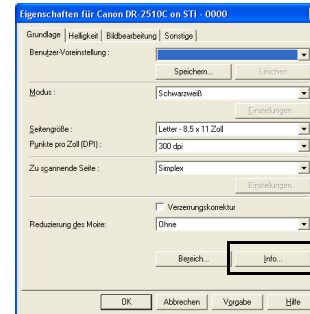 Eigenschaften für Canon DR-2510C on STI - 0000
Grundlage Helligkeit Bildbearbeitung Sonstige
Benutzer-Voreinstellung :
Speichern... Löschen
Modus : Schwarzweiß
Einstellungen...
Seitengröße : Letter - 8,5 x 11 Zoll
Punkte pro Zoll (DPI) : 300 dpi
Zu scannende Seite : Simplex
Einstellungen...
Verzerrungskorrektur
Reduzierung des Moire: Ohne
Bereich... Info...
OK Abbrechen Vorgabe Hilfe